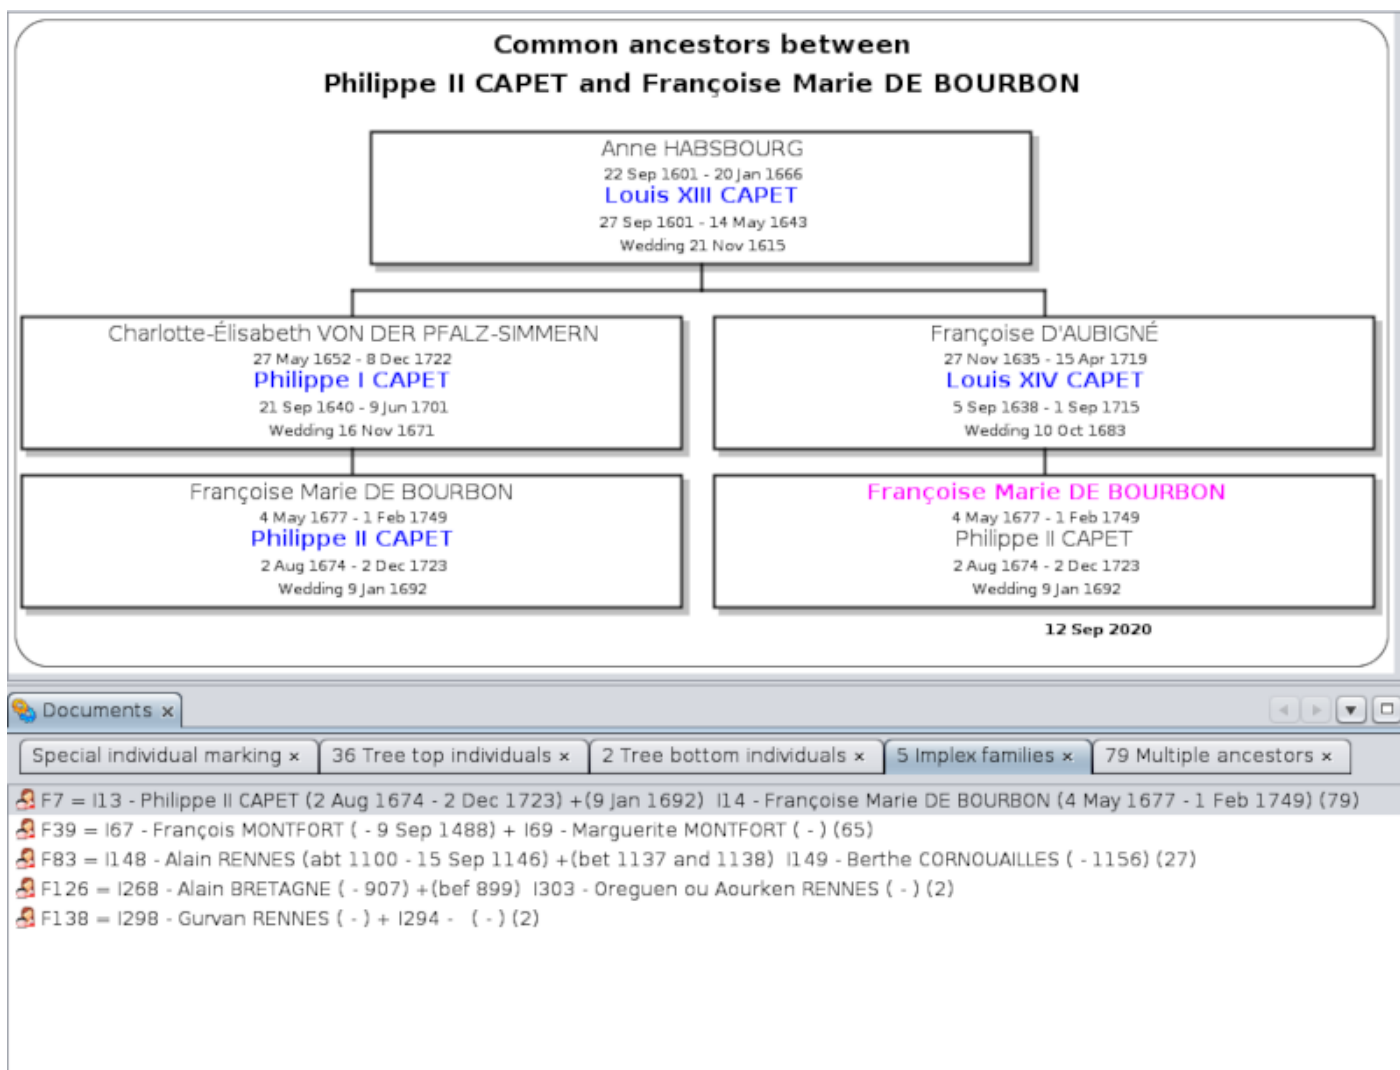 Common ancestors between
Philippe II CAPET and Françoise Marie DE BOURBON
Anne HABSBOURG
22 Sep 1601 - 20 Jan 1666
Louis XIII CAPET
27 Sep 1601 - 14 May 1643
Wedding 21 Nov 1615
Charlotte-Élisabeth VON DER PFALZ-SIMMERN
27 May 1652 - 8 Dec 1722
Philippe I CAPET
21 Sep 1640 - 9 Jun 1701
Wedding 16 Nov 1671
Françoise D'AUBIGNÉ
27 Nov 1635 - 15 Apr 1719
Louis XIV CAPET
5 Sep 1638 - 1 Sep 1715
Wedding 10 Oct 1683
Françoise Marie DE BOURBON
4 May 1677 - 1 Feb 1749
Philippe II CAPET
2 Aug 1674 - 2 Dec 1723
Wedding 9 Jan 1692
Françoise Marie DE BOURBON
4 May 1677 - 1 Feb 1749
Philippe II CAPET
2 Aug 1674 - 2 Dec 1723
Wedding 9 Jan 1692
12 Sep 2020
Documents ×
Special individual marking × 36 Tree top individuals × 2 Tree bottom individuals × 5 Implex families × 79 Multiple ancestors ×
F7 = I13 - Philippe II CAPET (2 Aug 1674 - 2 Dec 1723) +(9 Jan 1692)  I14 - Françoise Marie DE BOURBON (4 May 1677 - 1 Feb 1749) (79)
F39 = I67 - François MONTFORT ( - 9 Sep 1488) + I69 - Marguerite MONTFORT ( - ) (65)
F83 = I148 - Alain RENNES (abt 1100 - 15 Sep 1146) +(bet 1137 and 1138)  I149 - Berthe CORNOUAILLES ( - 1156) (27)
F126 = I268 - Alain BRETAGNE ( - 907) +(bef 899)  I303 - Oreguen ou Aourken RENNES ( - ) (2)
F138 = I298 - Gurvan RENNES ( - ) + I294 -   ( - ) (2)